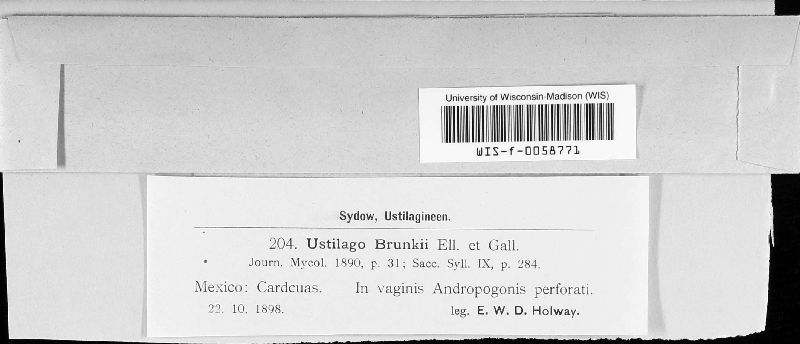 University of Wisconsin-Madison (WIS)
WIS-f-0058771
Sydow, Ustilagineen.
204. Ustilago Brunkii Ell. et Gall.
Journ. Mycol. 1890, p. 31; Sacc. Syll. IX, p. 284.
Mexico: Cardcuas. In vaginis Andropogonis perforati.
22. 10. 1898. leg. E. W. D. Holway.